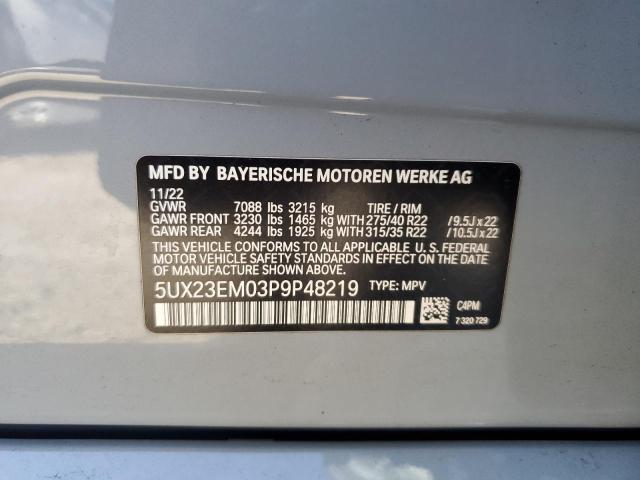 MFD BY BAYERISCHE MOTOREN WERKE AG
11/22
GVWR 7088 lbs 3215 kg TIRE / RIM
GAWR FRONT 3230 lbs 1465 kg WITH 275/40 R22 /9.5J x 22
GAWR REAR 4244 lbs 1925 kg WITH 315/35 R22 /10.5J x 22
THIS VEHICLE CONFORMS TO ALL APPLICABLE U. S. FEDERAL
MOTOR VEHICLE SAFETY STANDARDS IN EFFECT ON THE DATE
OF MANUFACTURE SHOWN ABOVE.
5UX23EM03P9P48219 TYPE: MPV
C4PM
7 320 729